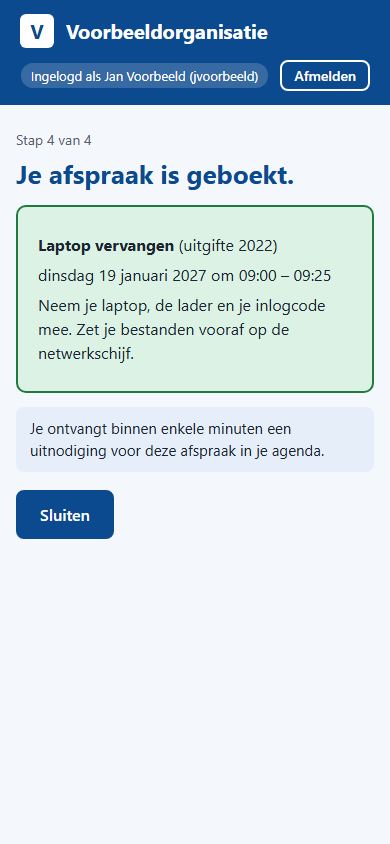 V Voorbeeldorganisatie
Ingelogd als Jan Voorbeeld (jvoorbeeld) Afmelden
Stap 4 van 4
Je afspraak is geboekt.
Laptop vervangen (uitgifte 2022)
dinsdag 19 januari 2027 om 09:00 – 09:25
Neem je laptop, de lader en je inlogcode
mee. Zet je bestanden vooraf op de
netwerkschijf.
Je ontvangt binnen enkele minuten een
uitnodiging voor deze afspraak in je agenda.
Sluiten